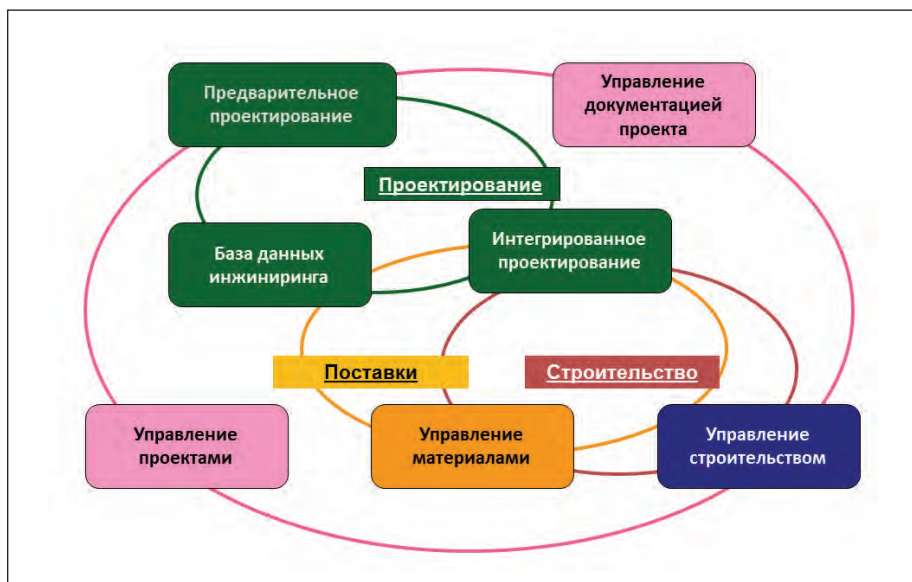 Предварительное
проектирование
Управление
документацией
проекта
Проектирование
База данных
инжиниринга
Интегрированное
проектирование
Поставки
Строительство
Управление
проектами
Управление
материалами
Управление
строительством